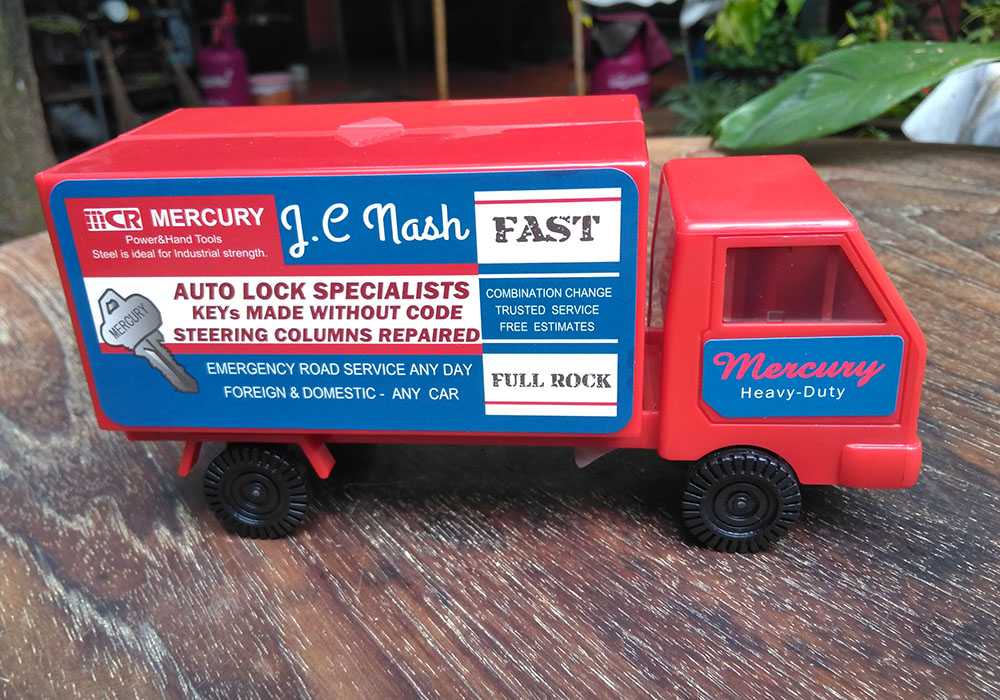 MCR MERCURY
Power&Hand Tools
Steel is ideal for Industrial strength.
J.C Nash
FAST
MERCURY
AUTO LOCK SPECIALISTS
KEYs MADE WITHOUT CODE
STEERING COLUMNS REPAIRED
COMBINATION CHANGE
TRUSTED SERVICE
FREE ESTIMATES
EMERGENCY ROAD SERVICE ANY DAY
FOREIGN & DOMESTIC - ANY CAR
FULL ROCK
Mercury
Heavy-Duty